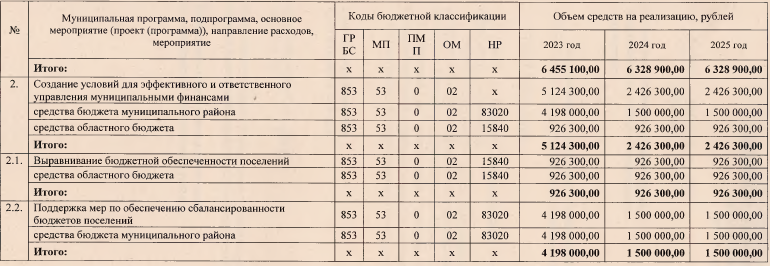 № Муниципальная программа, подпрограмма, основное мероприятие (проект (программа)), направление расходов, мероприятие Коды бюджетной классификации Объем средств на реализацию, рублей
ГР БС МП ПМ П ОМ НР 2023 год 2024 год 2025 год
Итого: х х х х х 6 455 100,00 6 328 900,00 6 328 900,00
2. Создание условий для эффективного и ответственного
управления муниципальными финансами 853 53 0 02 х 5 124 300,00 2 426 300,00 2 426 300,00
средства бюджета муниципального района 853 53 0 02 83020 4 198 000,00 1 500 000,00 1 500 000,00
средства областного бюджета 853 53 0 02 15840 926 300,00 926 300,00 926 300,00
Итого: х х х х х 5 124 300,00 2 426 300,00 2 426 300,00
2.1. Выравнивание бюджетной обеспеченности поселений 853 53 0 02 15840 926 300,00 926 300,00 926 300,00
средства областного бюджета 853 53 0 02 15840 926 300,00 926 300,00 926 300,00
Итого: х х х х х 926 300,00 926 300,00 926 300,00
2.2. Поддержка мер по обеспечению сбалансированности
бюджетов поселений 853 53 0 02 83020 4 198 000,00 1 500 000,00 1 500 000,00
средства бюджета муниципального района 853 53 0 02 83020 4 198 000,00 1 500 000,00 1 500 000,00
Итого: х х х х х 4 198 000,00 1 500 000,00 1 500 000,00